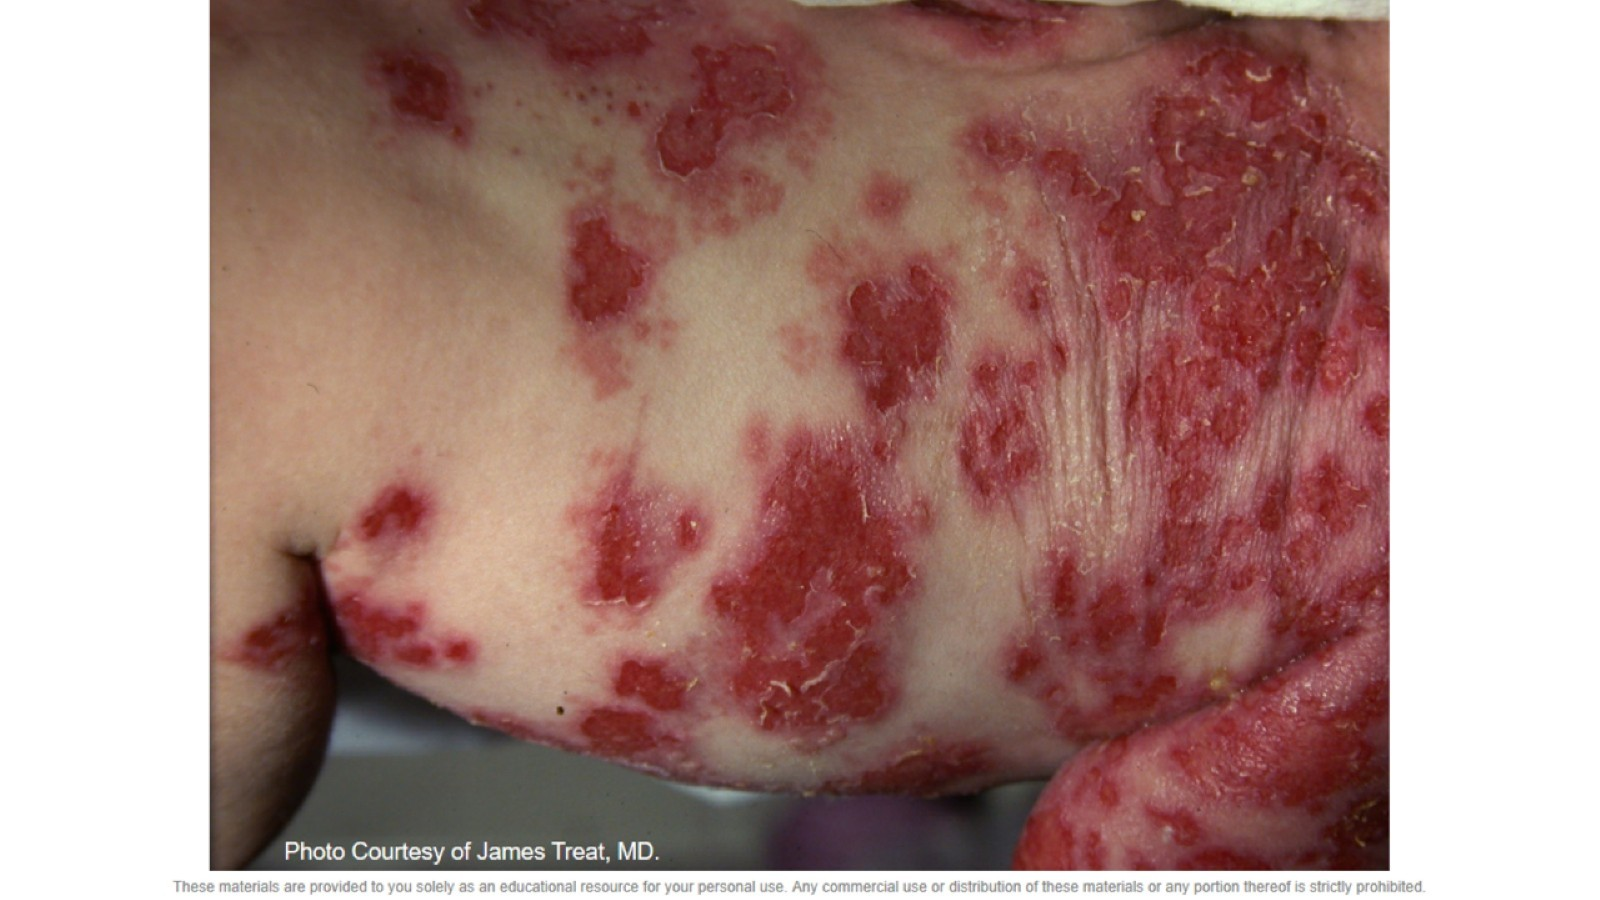 Photo Courtesy of James Treat, MD.
These materials are provided to you solely as an educational resource for your personal use. Any commercial use or distribution of these materials or any portion thereof is strictly prohibited.